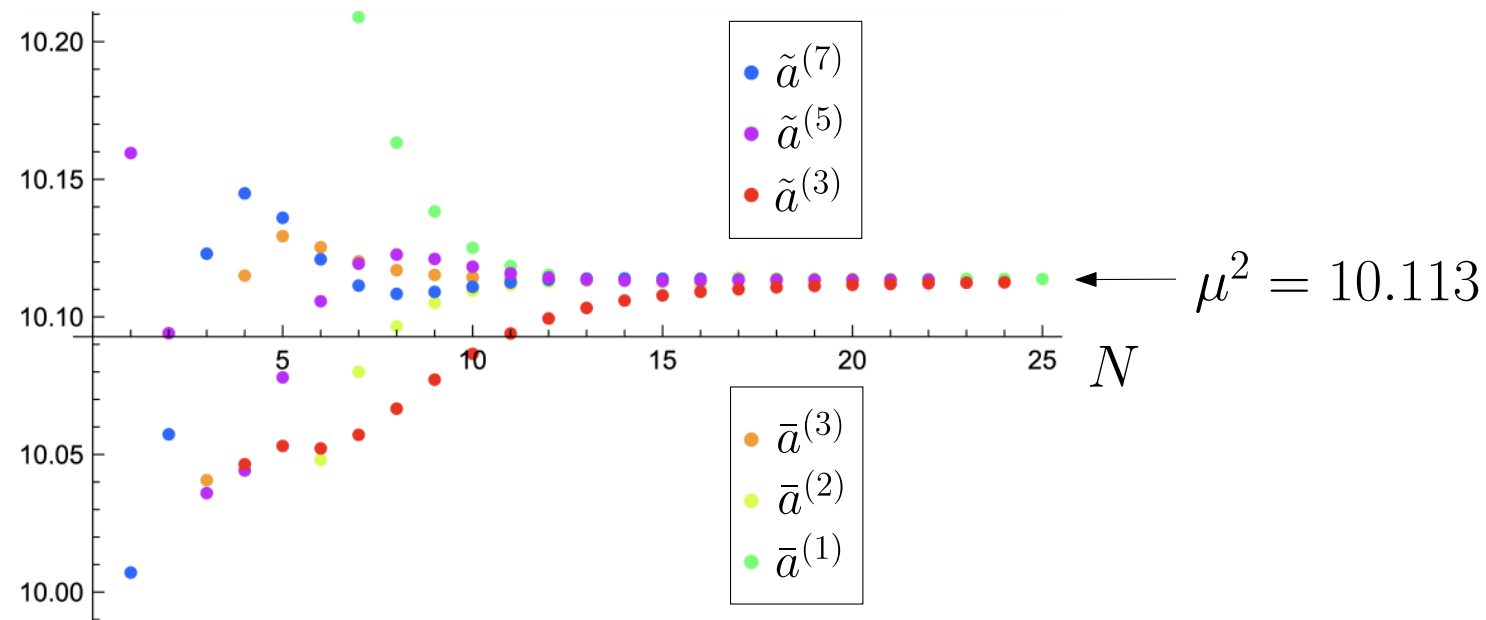 10.20
10.15
10.10
10.05
10.00
5
10
15
20
25
N
ã^(7)
ã^(5)
ã^(3)
ā^(3)
ā^(2)
ā^(1)
μ² = 10.113